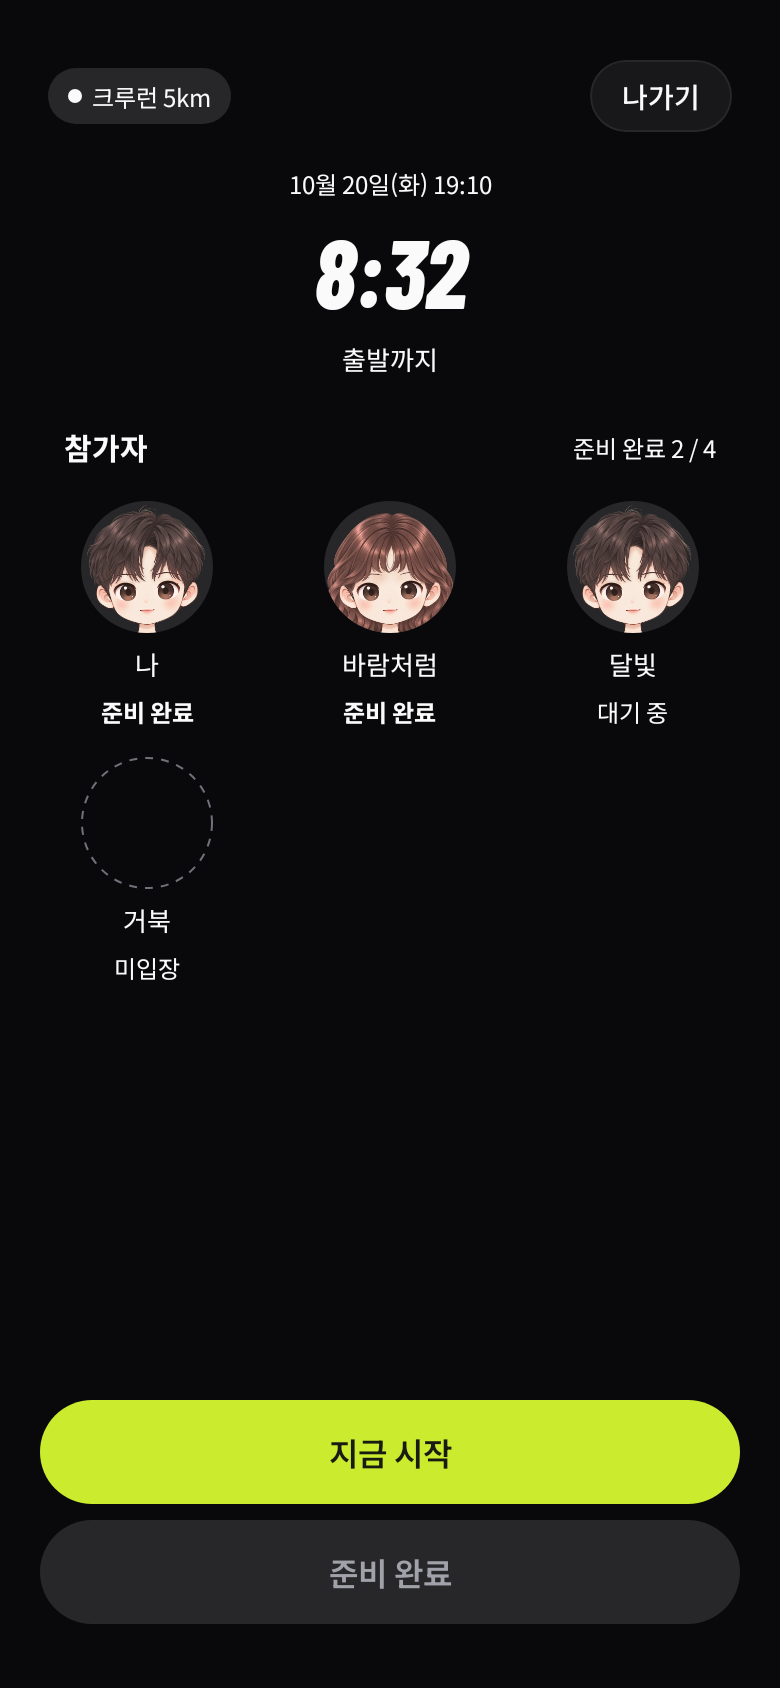 크루런 5km
나가기
10월 20일(화) 19:10
8:32
출발까지
참가자
준비 완료 2 / 4
나
바람처럼
달빛
준비 완료
준비 완료
대기 중
거북
미입장
지금 시작
준비 완료